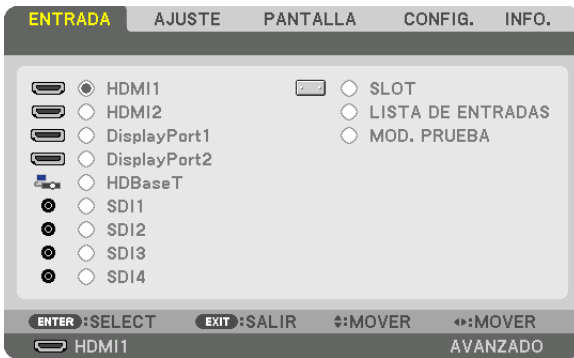 ENTRADA AJUSTE PANTALLA CONFIG. INFO.
HDMI1 SLOT
HDMI2 LISTA DE ENTRADAS
DisplayPort1 MOD. PRUEBA
DisplayPort2
HDBaseT
SDI1
SDI2
SDI3
SDI4
ENTER :SELECT EXIT :SALIR :MOVER :MOVER
HDMI1 AVANZADO